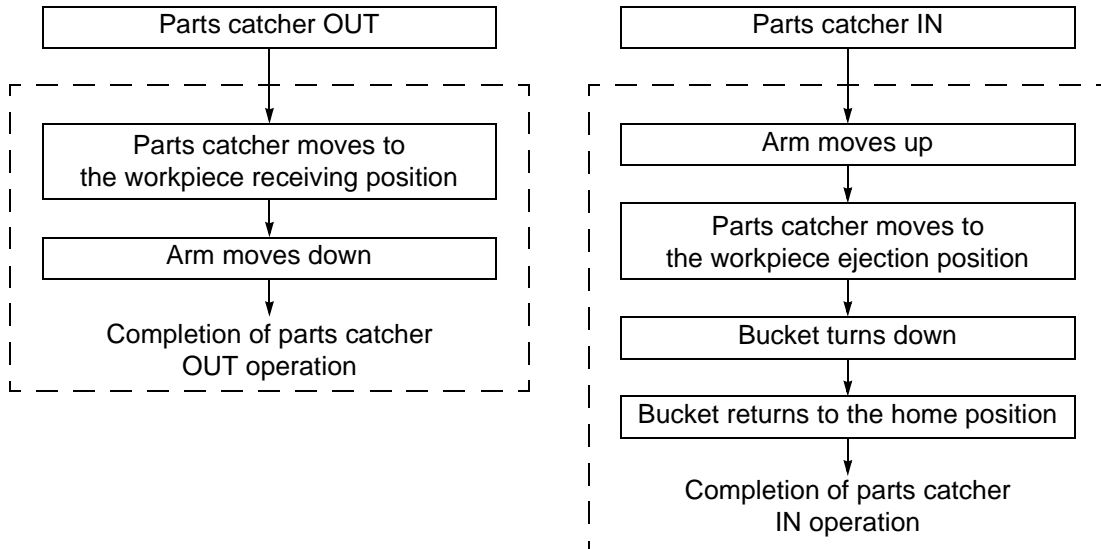 Parts catcher OUT
Parts catcher moves to
the workpiece receiving position
Arm moves down
Completion of parts catcher
OUT operation
Parts catcher IN
Arm moves up
Parts catcher moves to
the workpiece ejection position
Bucket turns down
Bucket returns to the home position
Completion of parts catcher
IN operation